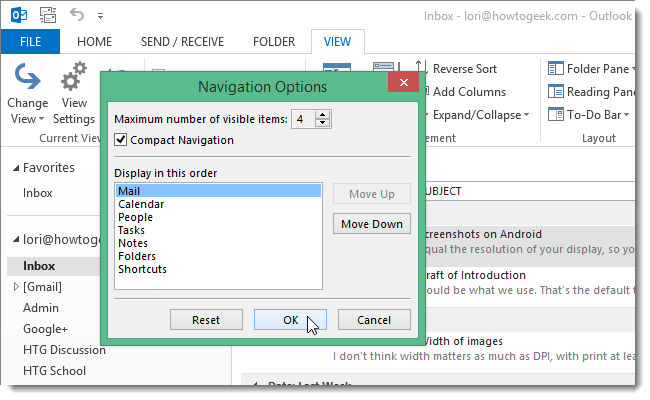 Inbox - lori@howtogeek.com - Outlook
FILE HOME SEND / RECEIVE FOLDER VIEW
Navigation Options
Change View
View Settings
Current View
Reverse Sort
Add Columns
Expand/Collapse
Folder Pane
Reading Pan
To-Do Bar
Layout
Maximum number of visible items: 4
Compact Navigation
Display in this order
Mail
Calendar
People
Tasks
Notes
Folders
Shortcuts
Move Up
Move Down
Reset OK Cancel
Favorites
Inbox
lori@howtogeek.c
Inbox
[Gmail]
Admin
Google+
HTG Discussion
HTG School
UBJECT
creenshots on Android
qual the resolution of your display, so yo
raft of Introduction
ould be what we use. That's the default f
Width of images
I don't think width matters as much as DPI, with print at lea
Date: Last Week